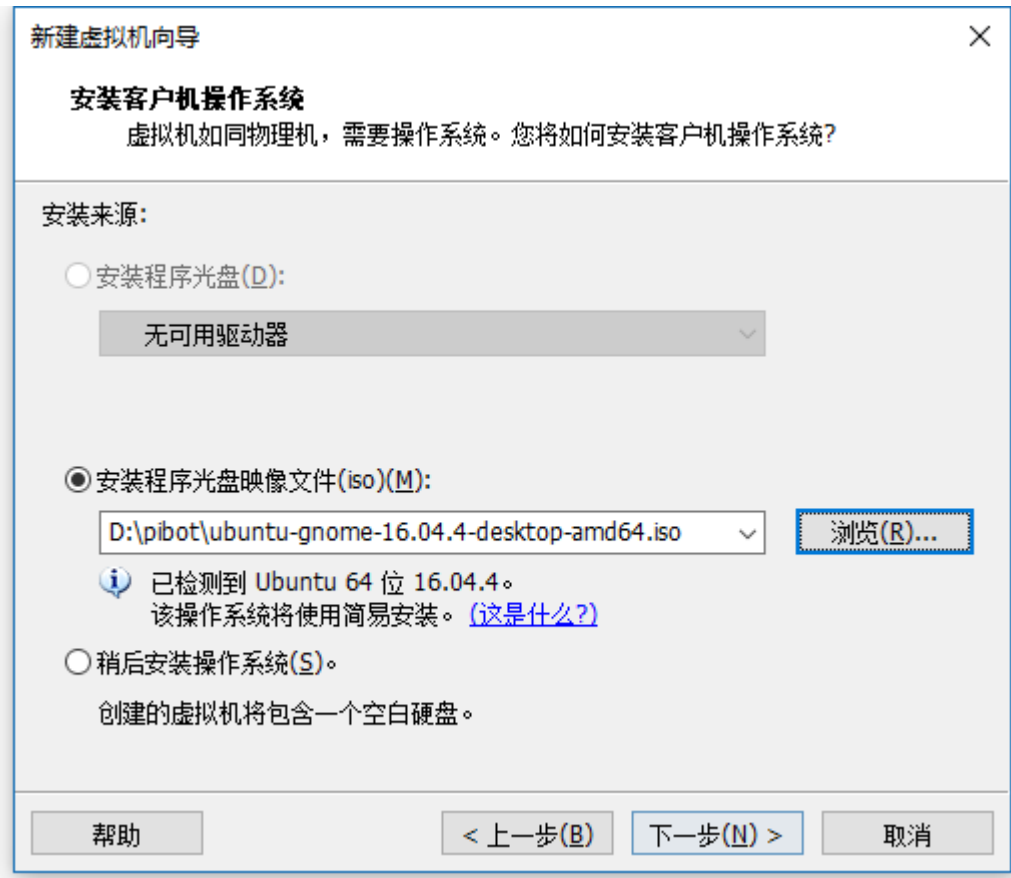 新建虚拟机向导
安装客户机操作系统
虚拟机如同物理机，需要操作系统。您将如何安装客户机操作系统?
安装来源:
安装程序光盘(D):
无可用驱动器
安装程序光盘映像文件(iso)(M):
D:\pibot\ubuntu-gnome-16.04.4-desktop-amd64.iso
浏览(R)...
已检测到 Ubuntu 64 位 16.04.4。
该操作系统将使用简易安装。 (这是什么?)
稍后安装操作系统(S)。
创建的虚拟机将包含一个空白硬盘。
帮助
< 上一步(B)
下一步(N) >
取消